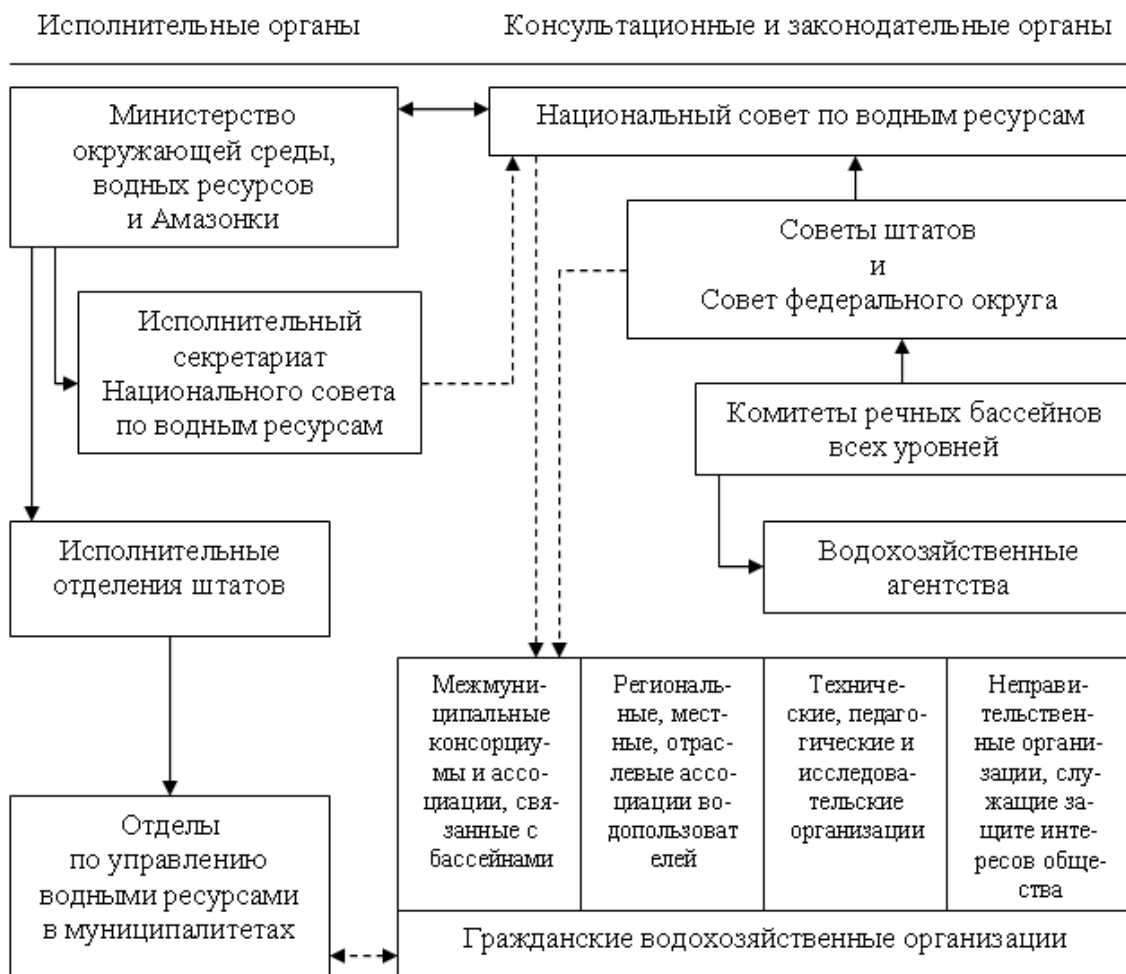 Исполнительные органы
Консультационные и законодательные органы
Министерство
окружающей среды,
водных ресурсов
и Амазонки
Национальный совет по водным ресурсам
Советы штатов
и
Совет федерального округа
Исполнительный
секретариат
Национального совета
по водным ресурсам
Комитеты речных бассейнов
всех уровней
Исполнительные
отделения штатов
Водохозяйственные
агентства
Межмуни-
ципальные
консорциу-
мы и ассо-
циации, свя-
занные с
бассейнами
Региональ-
ные, мест-
ные, отрас-
левые ассо-
циации во-
допользоват
елей
Техниче-
ские, педаго-
гические и
исследова-
тельские
организации
Неправи-
тельствен-
ные органи-
зации, слу-
жащие за-
щите инте-
ресов обще-
ства
Отделы
по управлению
водными ресурсами
в муниципалитетах
Гражданские водохозяйственные организации